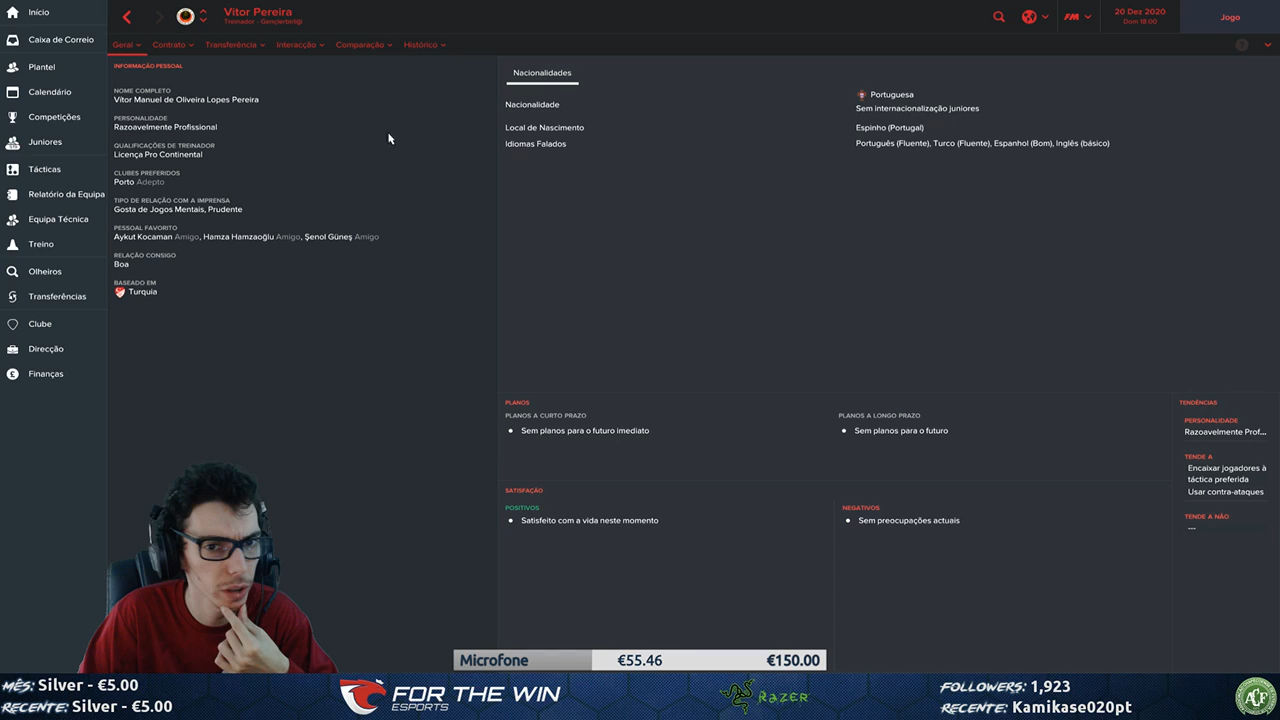 Início
Caixa de Correio
Plantel
Calendário
Competições
Juniores
Tácticas
Relatório da Equipa
Equipa Técnica
Treino
Olheiros
Transferências
Clube
Direcção
Finanças
Vítor Pereira
Treinador - Gençlerbirliği
FM
20 Dez 2020
Dom 18:00
Jogo
Geral
Contrato
Transferência
Interacção
Comparação
Histórico
?
INFORMAÇÃO PESSOAL
NOME COMPLETO
Vítor Manuel de Oliveira Lopes Pereira
PERSONALIDADE
Razoavelmente Profissional
QUALIFICAÇÕES DE TREINADOR
Licença Pro Continental
CLUBES PREFERIDOS
Porto Adepto
TIPO DE RELAÇÃO COM A IMPRENSA
Gosta de Jogos Mentais, Prudente
PESSOAL FAVORITO
Aykut Kocaman Amigo, Hamza Hamzaoğlu Amigo, Şenol Güneş Amigo
RELAÇÃO CONSIGO
Boa
BASEADO EM
Turquia
Nacionalidades
Nacionalidade
Portuguesa
Sem internacionalização juniores
Local de Nascimento
Espinho (Portugal)
Idiomas Falados
Português (Fluente), Turco (Fluente), Espanhol (Bom), Inglês (básico)
PLANOS
PLANOS A CURTO PRAZO
Sem planos para o futuro imediato
PLANOS A LONGO PRAZO
Sem planos para o futuro
SATISFAÇÃO
POSITIVOS
Satisfeito com a vida neste momento
NEGATIVOS
Sem preocupações actuais
TENDÊNCIAS
PERSONALIDADE
Razoavelmente Prof...
TENDE A
Encaixar jogadores à
táctica preferida
Usar contra-ataques
TENDE A NÃO
---
Microfone
€55.46
€150.00
MÊS: Silver - €5.00
RECENTE: Silver - €5.00
FOR THE WIN
ESPORTS
RAZER
FOLLOWERS: 1,923
RECENTE: Kamikase020pt
ACF